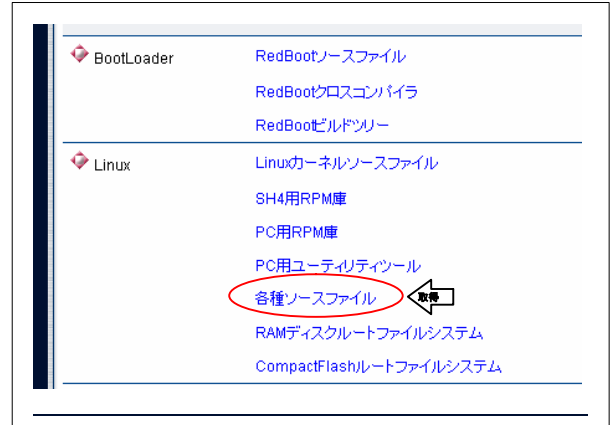 BootLoader RedBootソースファイル
RedBootクロスコンパイラ
RedBootビルドツリー
Linux Linuxカーネルソースファイル
SH4用RPM庫
PC用RPM庫
PC用ユーティリティツール
各種ソースファイル 取得
RAMディスクルートファイルシステム
CompactFlashルートファイルシステム